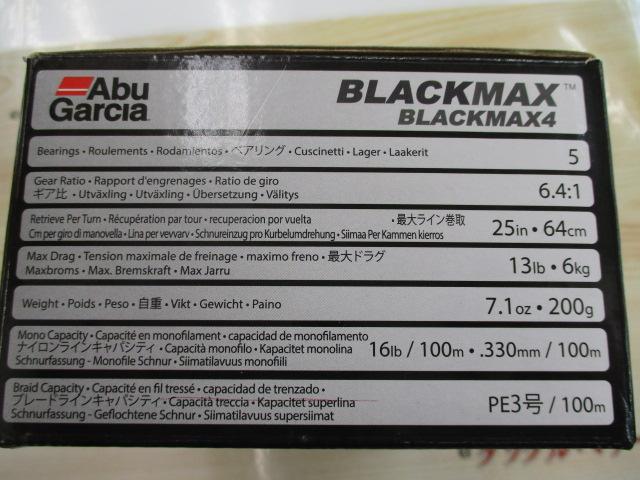 Abu
Garcia
BLACKMAX™
BLACKMAX4
Bearings • Roulements • Rodamientos • ベアリング • Cuscinetti • Lager • Laakerit
5
Gear Ratio • Rapport d'engrenages • Ratio de giro
ギア比 • Utväxling • Utväxling • Übersetzung • Välitys
6.4:1
Retrieve Per Turn • Récupération par tour • recuperacion por vuelta • 最大ライン巻取
Cm per giro di manovella • Lina per vevvarv • Schnureinzug pro Kurbelumdrehung • Siimaa Per Kammen kierros
25in • 64cm
Max Drag • Tension maximale de freinage • maximo freno • 最大ドラグ
Maxbroms • Max. Bremskraft • Max Jarru
13lb • 6kg
Weight • Poids • Peso • 自重 • Vikt • Gewicht • Paino
7.1oz • 200g
Mono Capacity • Capacité en monofilament • capacidad de monofilamento
ナイロンラインキャパシティ • Capacità monofilo • Kapacitet monolina
Schnurfassung - Monofile Schnur • Siimatilavuus monofiili
16lb / 100m • .330mm / 100m
Braid Capacity • Capacité en fil tressé • capacidad de trenzado •
ブレードラインキャパシティ • Capacità treccia • Kapacitet superlina
Schnurfassung - Geflochtene Schnur • Siimatilavuus supersiimat
PE3号 / 100m